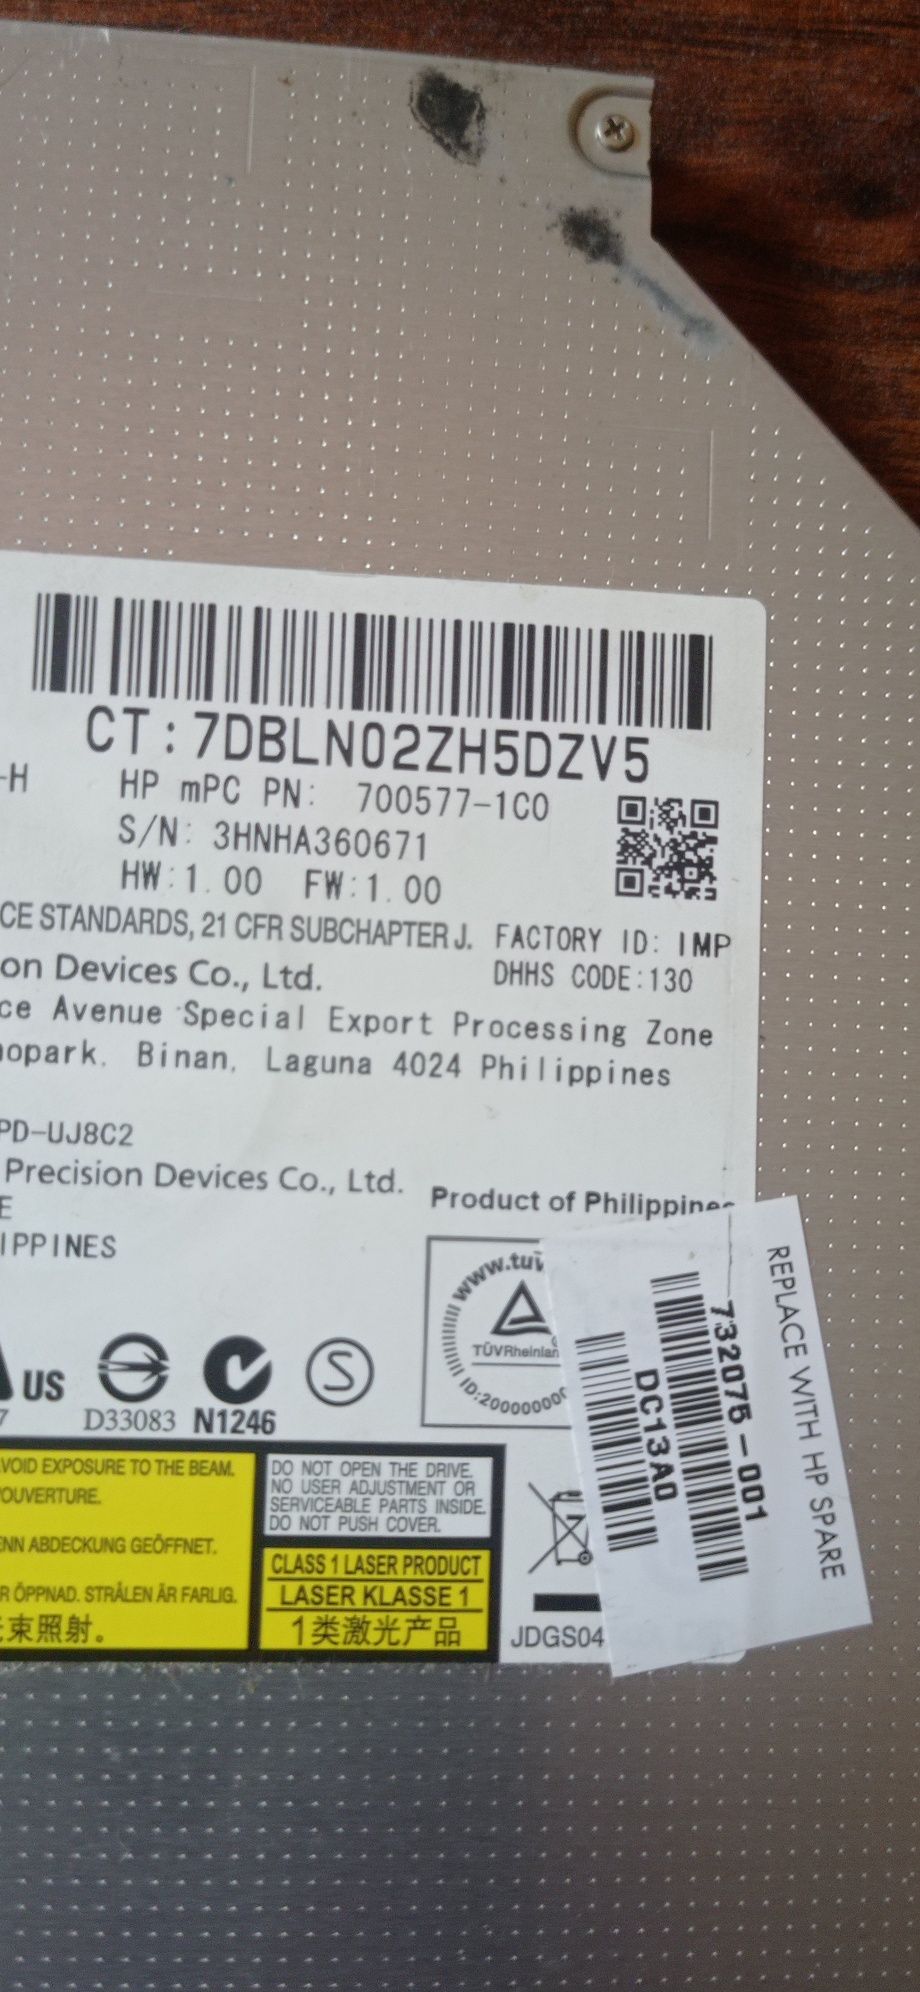 CT:7DBLN02ZH5DZV5
-H
HP mPC PN: 700577-1C0
S/N: 3HNHA360671
HW:1.00 FW:1.00
CE STANDARDS, 21 CFR SUBCHAPTER J. FACTORY ID: IMP
on Devices Co., Ltd. DHHS CODE:130
ce Avenue Special Export Processing Zone
nopark. Binan, Laguna 4024 Philippines
PD-UJ8C2
Precision Devices Co., Ltd.
E
Product of Philippines
IPPINES
www.tuv
TÜVRheinlan
ID:2000000000
US
D33083 N1246
S
VOID EXPOSURE TO THE BEAM.
'OUVERTURE.
NN ABDECKUNG GEÖFFNET.
R ÖPPNAD. STRÅLEN ÄR FARLIG.
束照射。
DO NOT OPEN THE DRIVE.
NO USER ADJUSTMENT OR
SERVICEABLE PARTS INSIDE.
DO NOT PUSH COVER.
CLASS 1 LASER PRODUCT
LASER KLASSE 1
1类激光产品
JDGS04
REPLACE WITH HP SPARE
732075-001
DC13A0